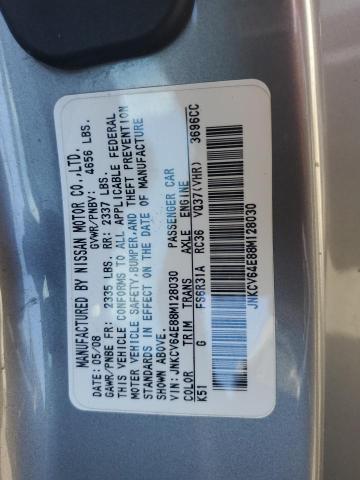 MANUFACTURED BY NISSAN MOTOR CO.,LTD.
DATE: 05/08 GVWR/PNBV: 4656 LBS.
GAWR/PNBE FR: 2335 LBS. RR: 2337 LBS.
THIS VEHICLE CONFORMS TO ALL APPLICABLE FEDERAL
MOTOR VEHICLE SAFETY,BUMPER,AND THEFT PREVENTION
STANDARDS IN EFFECT ON THE DATE OF MANUFACTURE
SHOWN ABOVE.
VIN: JNKCV64E88M128030 PASSENGER CAR
COLOR TRIM TRANS AXLE ENGINE
K51 G FS6R31A RC36 VQ37(VHR) 3696CC
JNKCV64E88M128030